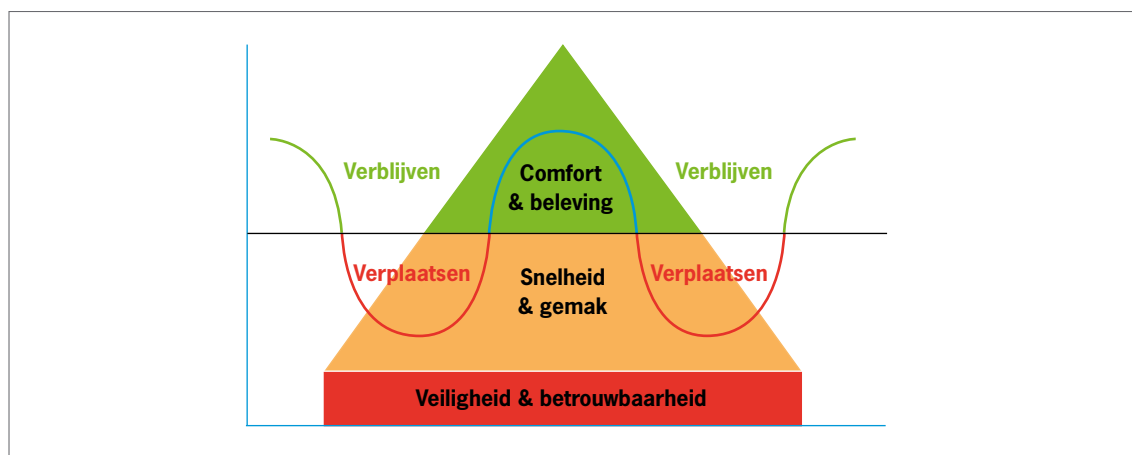 Verblijven
Comfort
& beleving
Verblijven
Verplaatsen
Snelheid
& gemak
Verplaatsen
Veiligheid & betrouwbaarheid